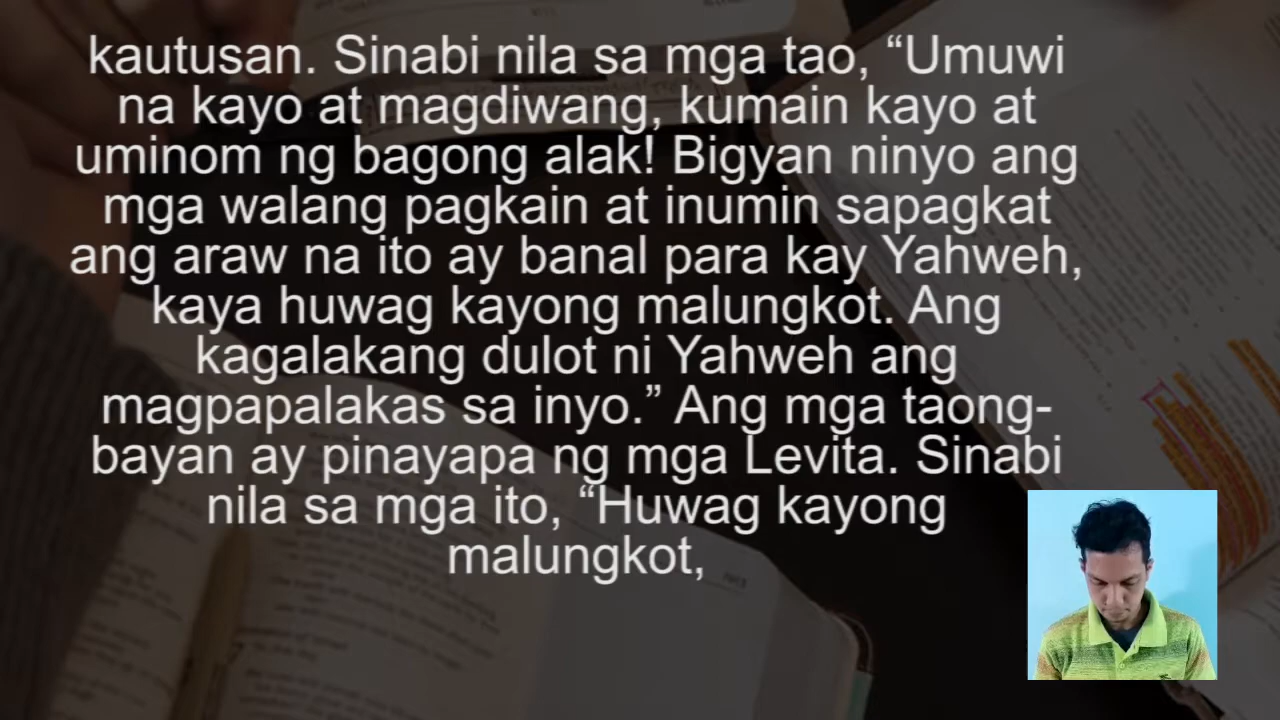 kautusan. Sinabi nila sa mga tao, “Umuwi
na kayo at magdiwang, kumain kayo at
uminom ng bagong alak! Bigyan ninyo ang
mga walang pagkain at inumin sapagkat
ang araw na ito ay banal para kay Yahweh,
kaya huwag kayong malungkot. Ang
kagalakang dulot ni Yahweh ang
magpapalakas sa inyo.” Ang mga taong-
bayan ay pinayapa ng mga Levita. Sinabi
nila sa mga ito, “Huwag kayong
malungkot,